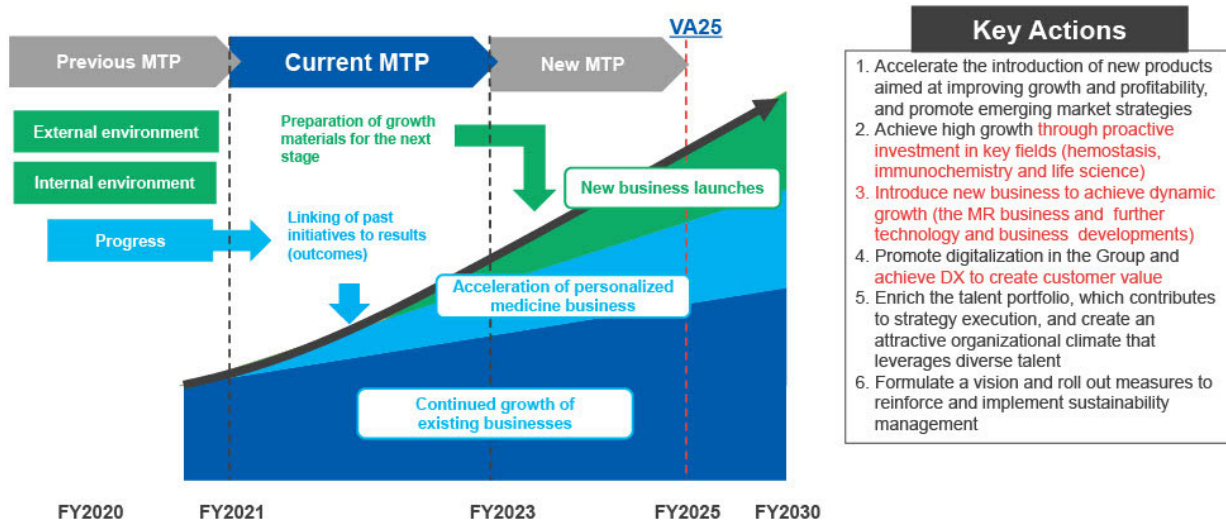 VA25
Previous MTP
Current MTP
New MTP
External environment
Internal environment
Progress
Preparation of growth
materials for the next
stage
Linking of past
initiatives to results
(outcomes)
New business launches
Acceleration of personalized
medicine business
Continued growth of
existing businesses
FY2020
FY2021
FY2023
FY2025
FY2030
Key Actions
1. Accelerate the introduction of new products
aimed at improving growth and profitability,
and promote emerging market strategies
2. Achieve high growth through proactive
investment in key fields (hemostasis,
immunochemistry and life science)
3. Introduce new business to achieve dynamic
growth (the MR business and further
technology and business developments)
4. Promote digitalization in the Group and
achieve DX to create customer value
5. Enrich the talent portfolio, which contributes
to strategy execution, and create an
attractive organizational climate that
leverages diverse talent
6. Formulate a vision and roll out measures to
reinforce and implement sustainability
management